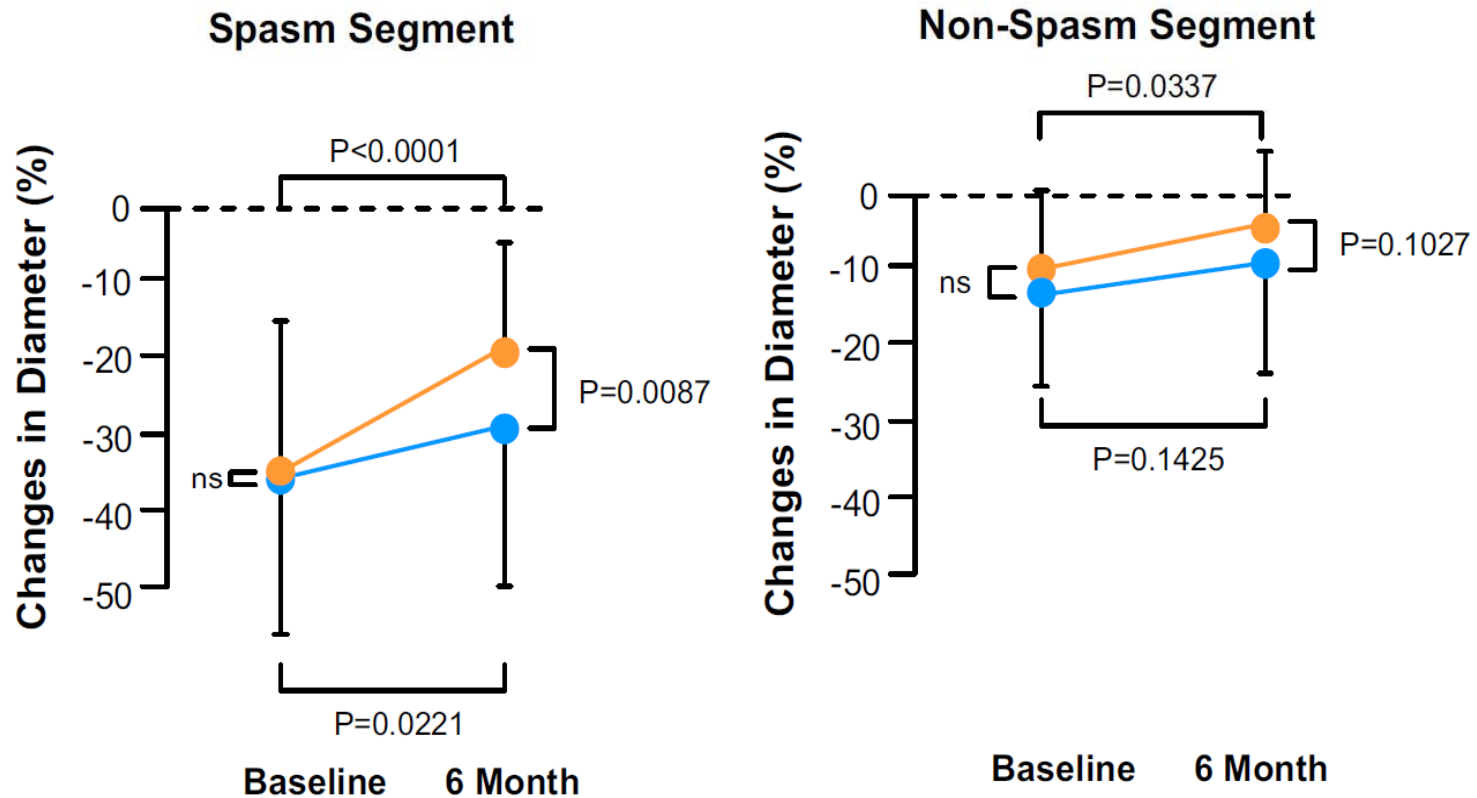 Spasm Segment
Changes in Diameter (%)
P<0.0001
0
-10
-20
-30
-40
-50
ns
P=0.0087
P=0.0221
Baseline 6 Month
Non-Spasm Segment
Changes in Diameter (%)
P=0.0337
0
-10
-20
-30
-40
-50
ns
P=0.1027
P=0.1425
Baseline 6 Month